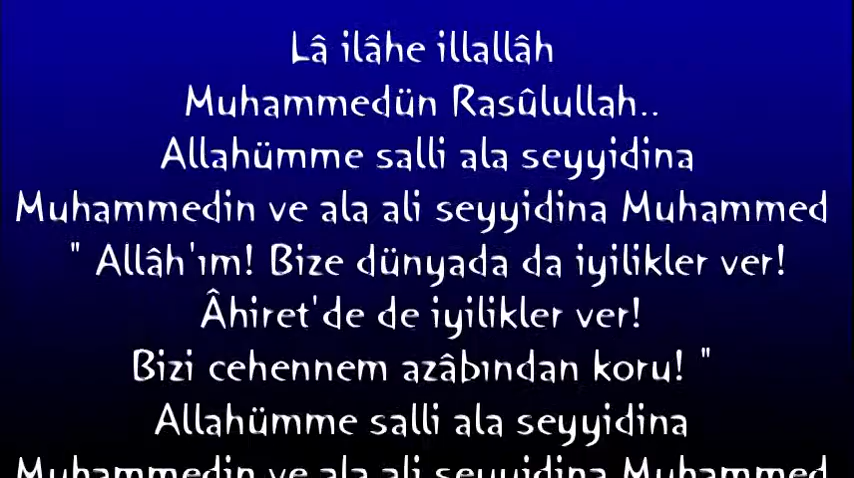 Lâ ilâhe illallâh
Muhammedün Rasûlullah..
Allahümme salli ala seyyidina
Muhammedin ve ala ali seyyidina Muhammed
" Allâh'ım! Bize dünyada da iyilikler ver!
Âhiret'de de iyilikler ver!
Bizi cehennem azâbından koru! "
Allahümme salli ala seyyidina
Muhammedin ve ala ali seyyidina Muhammed